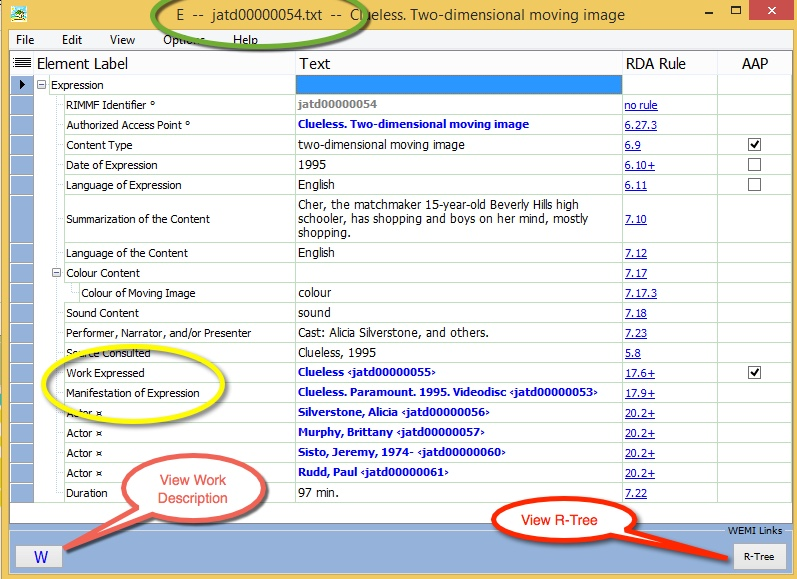 E -- jatd00000054.txt -- Clueless. Two-dimensional moving image
File Edit View Options Help
Element Label Text RDA Rule AAP
Expression
RIMMF Identifier ° jatd00000054 no rule
Authorized Access Point ° Clueless. Two-dimensional moving image 6.27.3
Content Type two-dimensional moving image 6.9
Date of Expression 1995 6.10+
Language of Expression English 6.11
Summarization of the Content Cher, the matchmaker 15-year-old Beverly Hills high
schooler, has shopping and boys on her mind, mostly
shopping. 7.10
Language of the Content English 7.12
Colour Content 7.17
Colour of Moving Image colour 7.17.3
Sound Content sound 7.18
Performer, Narrator, and/or Presenter Cast: Alicia Silverstone, and others. 7.23
Source Consulted Clueless, 1995 5.8
Work Expressed Clueless <jatd00000055> 17.6+
Manifestation of Expression Clueless. Paramount. 1995. Videodisc <jatd00000053> 17.9+
Actor ¤ Silverstone, Alicia <jatd00000056> 20.2+
Actor ¤ Murphy, Brittany <jatd00000057> 20.2+
Actor ¤ Sisto, Jeremy, 1974- <jatd00000060> 20.2+
Actor ¤ Rudd, Paul <jatd00000061> 20.2+
Duration 97 min. 7.22
View Work
Description
View R-Tree
WEMI Links
W
R-Tree